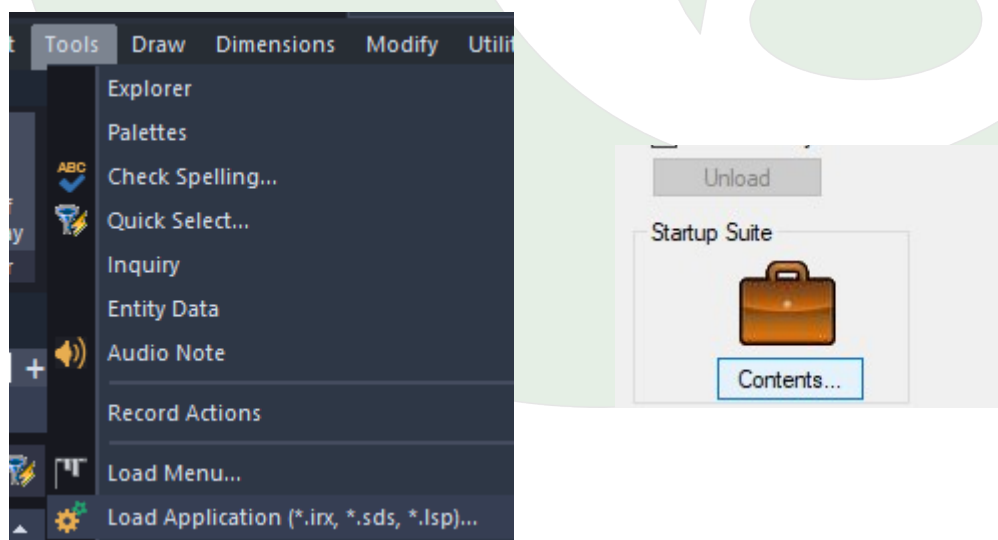 Tools Draw Dimensions Modify
Explorer
Palettes
ABC
Check Spelling...
Quick Select...
Inquiry
Entity Data
Audio Note
+
Record Actions
Load Menu...
Load Application (*.irx, *.sds, *.lsp)...
Unload
Startup Suite
Contents...